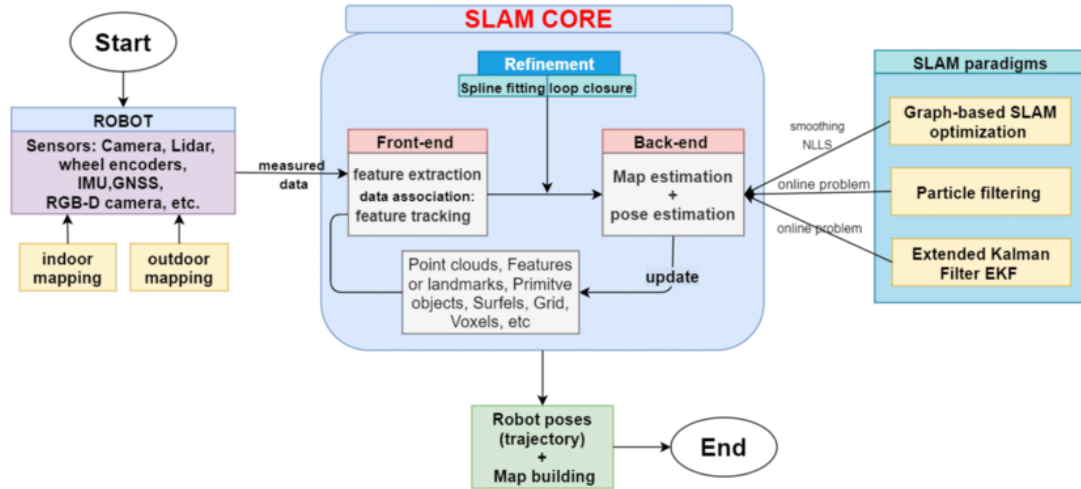 SLAM CORE
Start
Refinement
Spline fitting loop closure
SLAM paradigms
Graph-based SLAM
optimization
Particle filtering
Extended Kalman
Filter EKF
ROBOT
Sensors: Camera, Lidar,
wheel encoders,
IMU,GNSS,
RGB-D camera, etc.
indoor
mapping
outdoor
mapping
measured
data
Front-end
feature extraction
data association:
feature tracking
Back-end
Map estimation
+
pose estimation
smoothing
NLLS
online problem
online problem
update
Point clouds, Features
or landmarks, Primitve
objects, Surfels, Grid,
Voxels, etc
Robot poses
(trajectory)
+
Map building
End